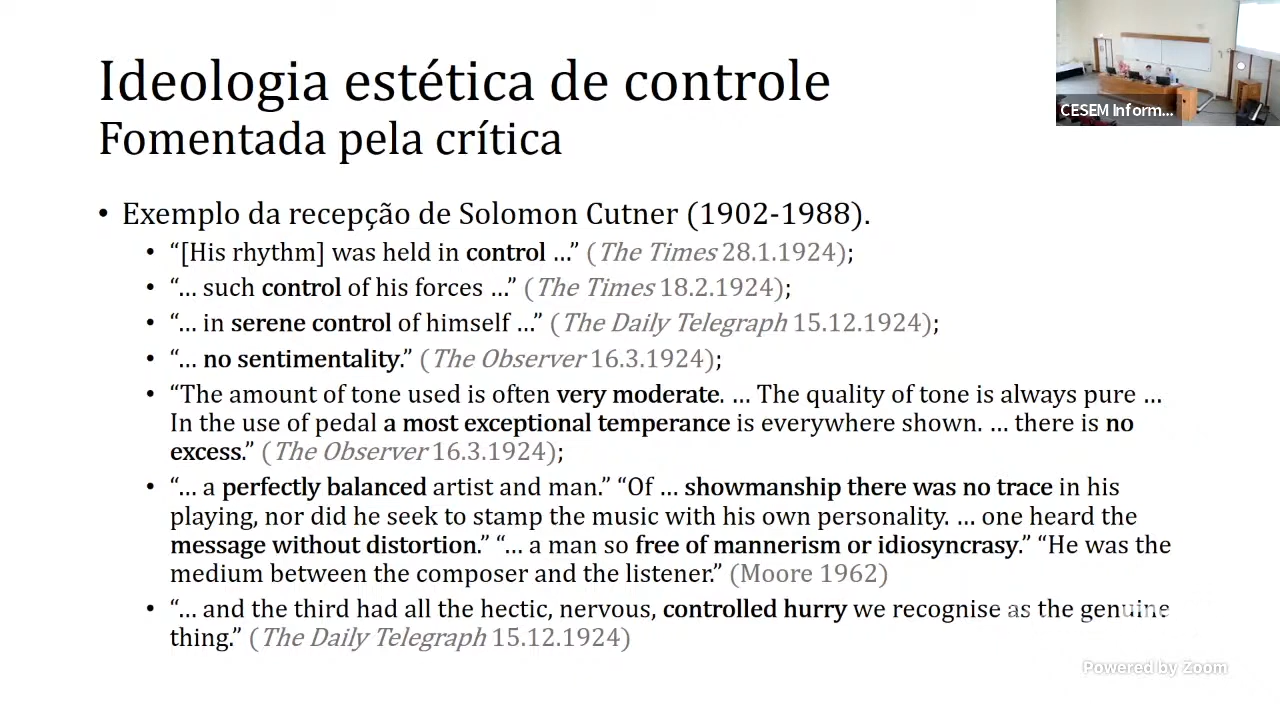 Ideologia estética de controle
Fomentada pela crítica
CESEM Inform...
• Exemplo da recepção de Solomon Cutner (1902-1988).
• “[His rhythm] was held in control …” (The Times 28.1.1924);
• “… such control of his forces …” (The Times 18.2.1924);
• “… in serene control of himself …” (The Daily Telegraph 15.12.1924);
• “… no sentimentality.” (The Observer 16.3.1924);
• “The amount of tone used is often very moderate. … The quality of tone is always pure …
In the use of pedal a most exceptional temperance is everywhere shown. … there is no
excess.” (The Observer 16.3.1924);
• “… a perfectly balanced artist and man.” “Of … showmanship there was no trace in his
playing, nor did he seek to stamp the music with his own personality. … one heard the
message without distortion.” “… a man so free of mannerism or idiosyncrasy.” “He was the
medium between the composer and the listener.” (Moore 1962)
• “… and the third had all the hectic, nervous, controlled hurry we recognise as the genuine
thing.” (The Daily Telegraph 15.12.1924)
Powered by Zoom